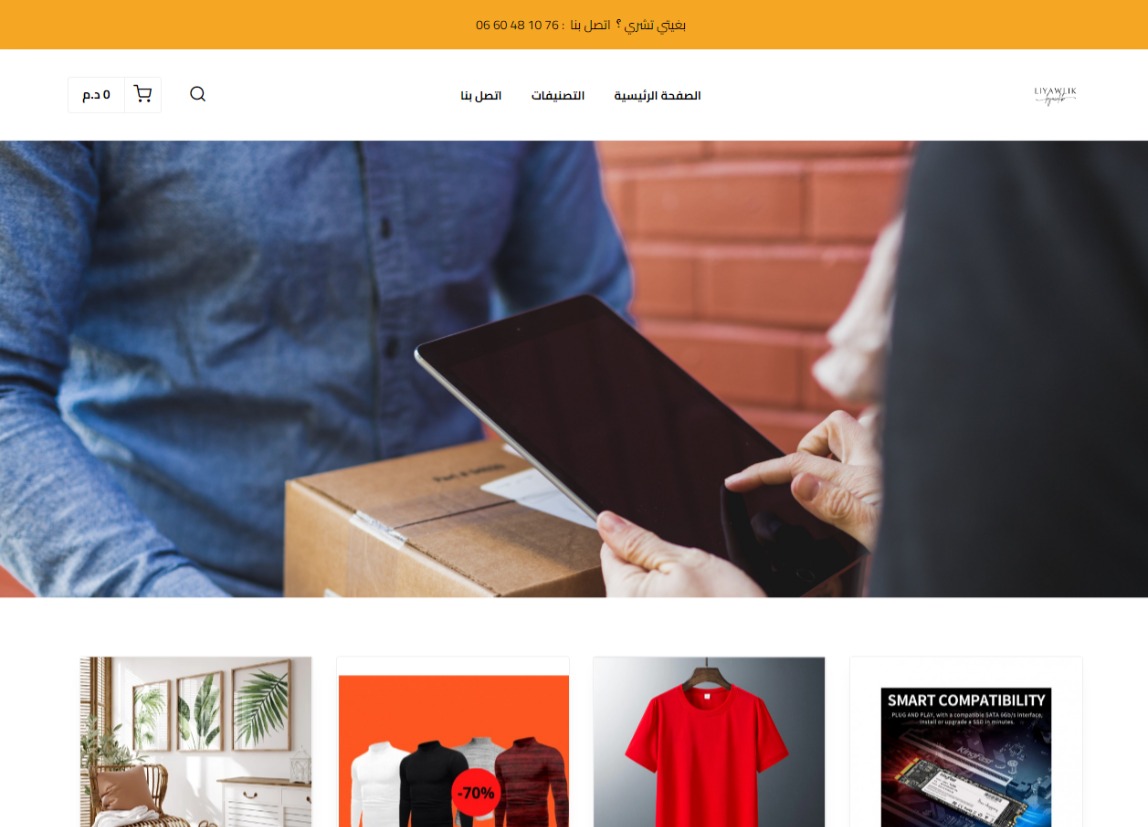 بغيتي تشري ؟ اتصل بنا : 76 10 48 60 06
LIYAWLIK
الصفحة الرئيسية
التصنيفات
اتصل بنا
0 د.م
-70%
SMART COMPATIBILITY
PLUG AND PLAY, with a compatible SATA 6Gb/s interface,
install or upgrade a SSD in minutes.
KingFast